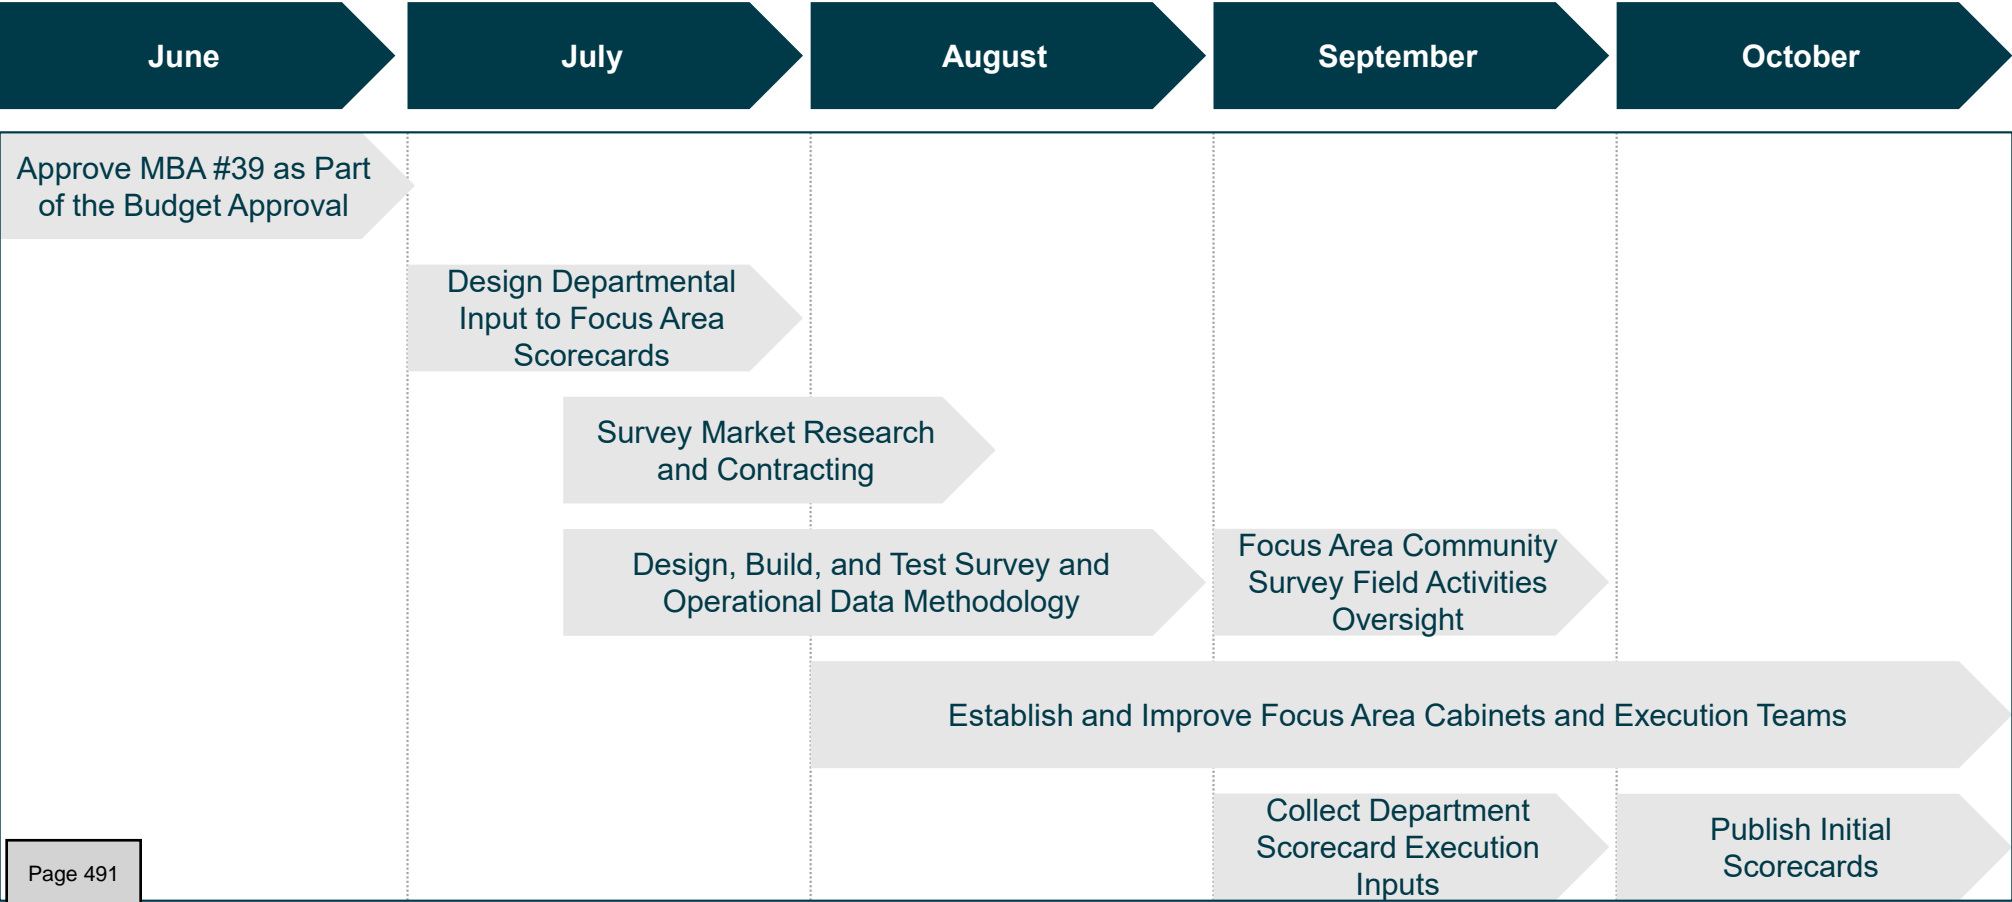 June
July
August
September
October
Approve MBA #39 as Part
of the Budget Approval
Design Departmental
Input to Focus Area
Scorecards
Survey Market Research
and Contracting
Design, Build, and Test Survey and
Operational Data Methodology
Focus Area Community
Survey Field Activities
Oversight
Establish and Improve Focus Area Cabinets and Execution Teams
Collect Department
Scorecard Execution
Inputs
Publish Initial
Scorecards
Page 491